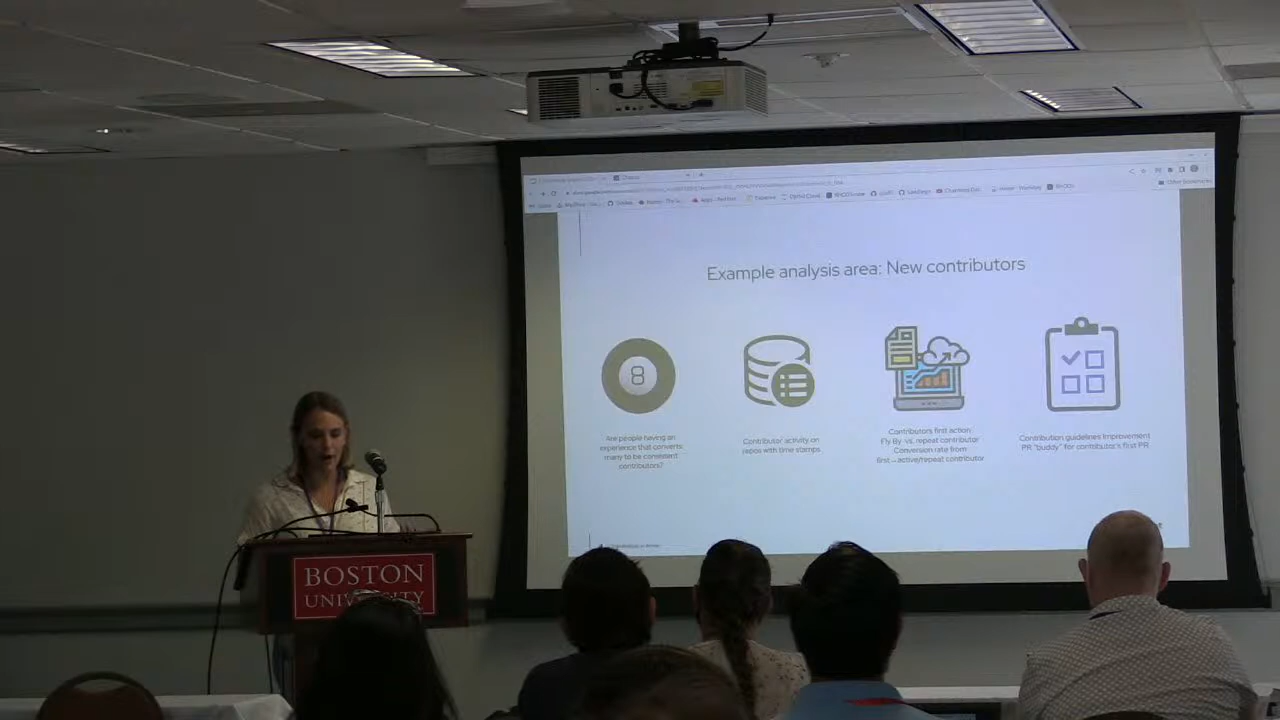 Other Bookmarks
Example analysis area: New contributors
8
Are people having an
experience that converts
many to be consistent
contributors?
Contributor activity on
repos with time stamps
Contributors first action
Fly By vs. repeat contributor
Conversion rate from
first – active/repeat contributor
Contribution guidelines improvement
PR "buddy" for contributor's first PR
BOSTON
UNIVERSITY